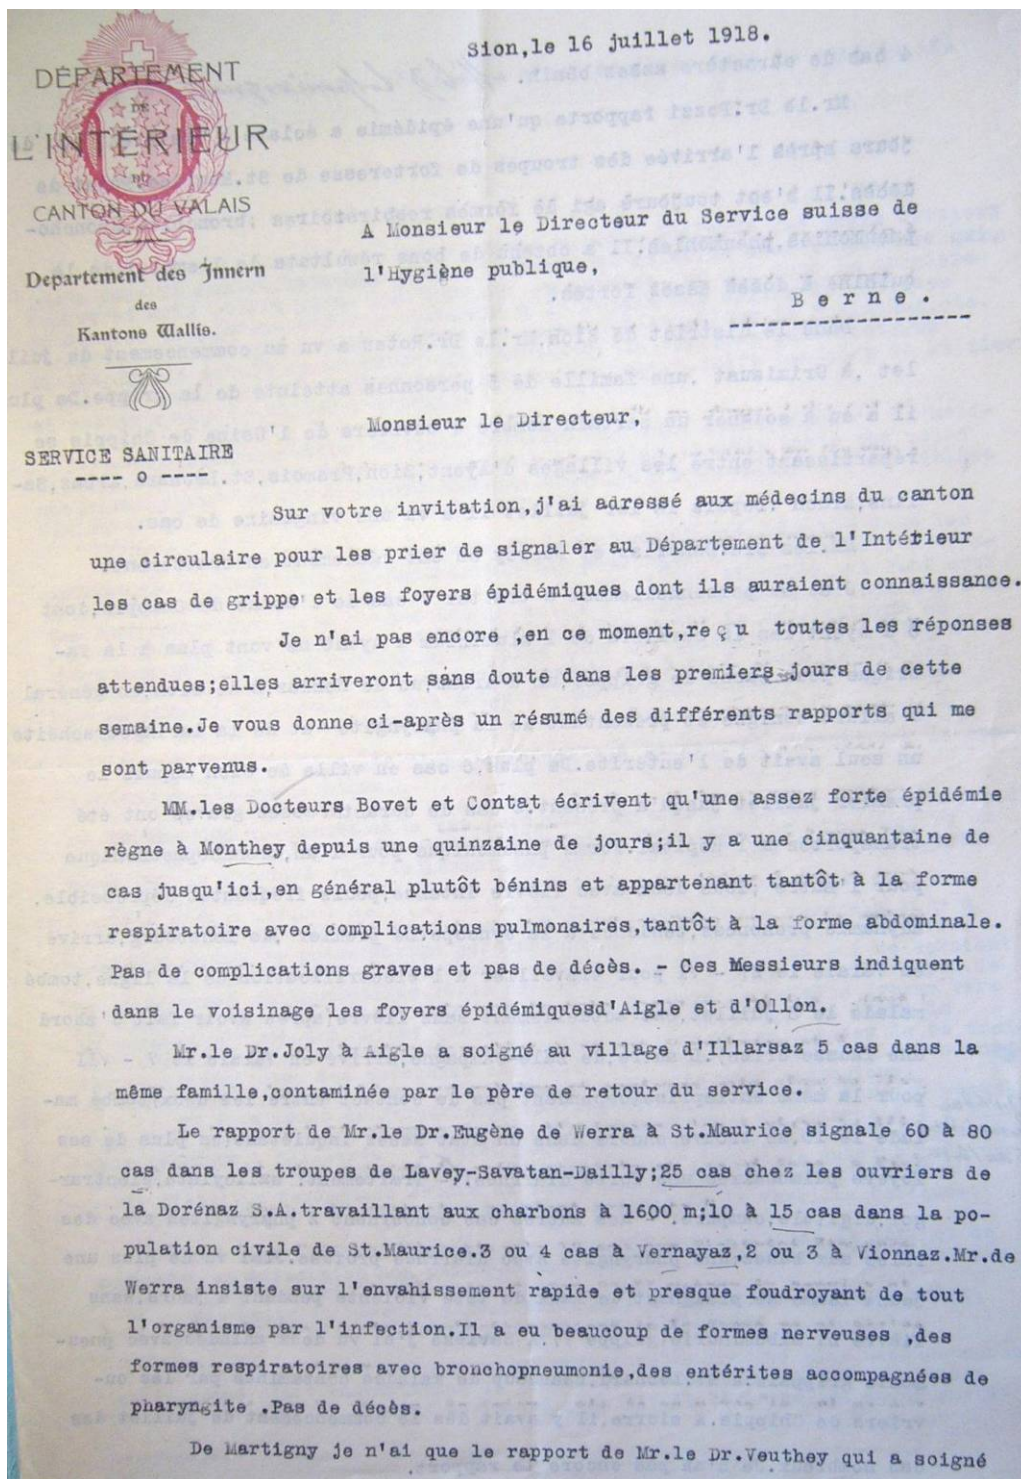 Sion,le 16 juillet 1918.
DÉPARTEMENT
DE
L'INTÉRIEUR
DU
CANTON DU VALAIS
Departement des Innern
des
Kantons Wallis.
A Monsieur le Directeur du Service suisse de
l'Hygiène publique,
Berne.
-----------------
Monsieur le Directeur,
SERVICE SANITAIRE
---- o ----
Sur votre invitation,j'ai adressé aux médecins du canton
une circulaire pour les prier de signaler au Département de l'Intétieur
les cas de grippe et les foyers épidémiques dont ils auraient connaissance.
Je n'ai pas encore ,en ce moment,reçu toutes les réponses
attendues;elles arriveront sans doute dans les premiers jours de cette
semaine.Je vous donne ci-après un résumé des différents rapports qui me
sont parvenus.
MM.les Docteurs Bovet et Contat écrivent qu'une assez forte épidémie
règne à Monthey depuis une quinzaine de jours;il y a une cinquantaine de
cas jusqu'ici,en général plutôt bénins et appartenant tantôt à la forme
respiratoire avec complications pulmonaires,tantôt à la forme abdominale.
Pas de complications graves et pas de décès. - Ces Messieurs indiquent
dans le voisinage les foyers épidémiquesd'Aigle et d'Ollon.
Mr.le Dr.Joly à Aigle a soigné au village d'Illarsaz 5 cas dans la
même famille,contaminée par le père de retour du service.
Le rapport de Mr.le Dr.Eugène de Werra à St.Maurice signale 60 à 80
cas dans les troupes de Lavey-Savatan-Dailly;25 cas chez les ouvriers de
la Dorénaz S.A.travaillant aux charbons à 1600 m;10 à 15 cas dans la po-
pulation civile de St.Maurice.3 ou 4 cas à Vernayaz,2 ou 3 à Vionnaz.Mr.de
Werra insiste sur l'envahissement rapide et presque foudroyant de tout
l'organisme par l'infection.Il a eu beaucoup de formes nerveuses ,des
formes respiratoires avec bronchopneumonie,des entérites accompagnées de
pharyngite .Pas de décès.
De Martigny je n'ai que le rapport de Mr.le Dr.Veuthey qui a soigné